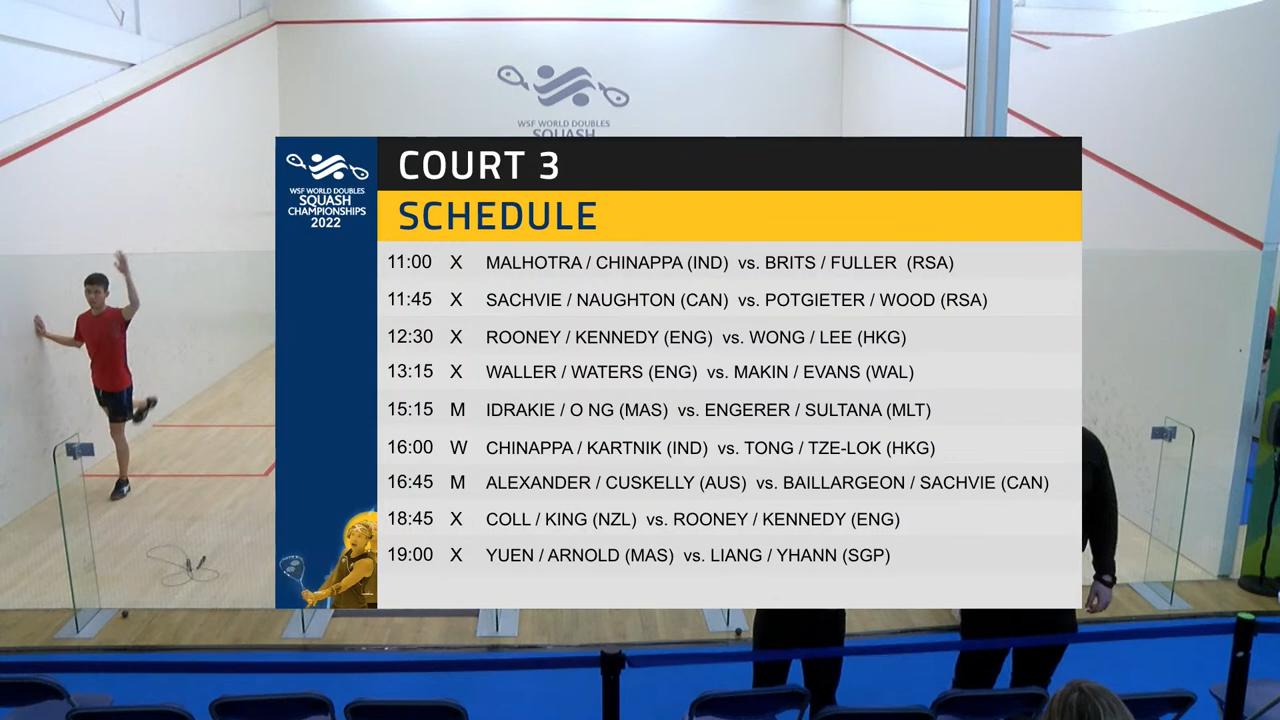 WSF WORLD DOUBLES
SQUASH
WSF WORLD DOUBLES
SQUASH
CHAMPIONSHIPS
2022
COURT 3
SCHEDULE
11:00 X MALHOTRA / CHINAPPA (IND) vs. BRITS / FULLER (RSA)
11:45 X SACHVIE / NAUGHTON (CAN) vs. POTGIETER / WOOD (RSA)
12:30 X ROONEY / KENNEDY (ENG) vs. WONG / LEE (HKG)
13:15 X WALLER / WATERS (ENG) vs. MAKIN / EVANS (WAL)
15:15 M IDRAKIE / O NG (MAS) vs. ENGERER / SULTANA (MLT)
16:00 W CHINAPPA / KARTNIK (IND) vs. TONG / TZE-LOK (HKG)
16:45 M ALEXANDER / CUSKELLY (AUS) vs. BAILLARGEON / SACHVIE (CAN)
18:45 X COLL / KING (NZL) vs. ROONEY / KENNEDY (ENG)
19:00 X YUEN / ARNOLD (MAS) vs. LIANG / YHANN (SGP)